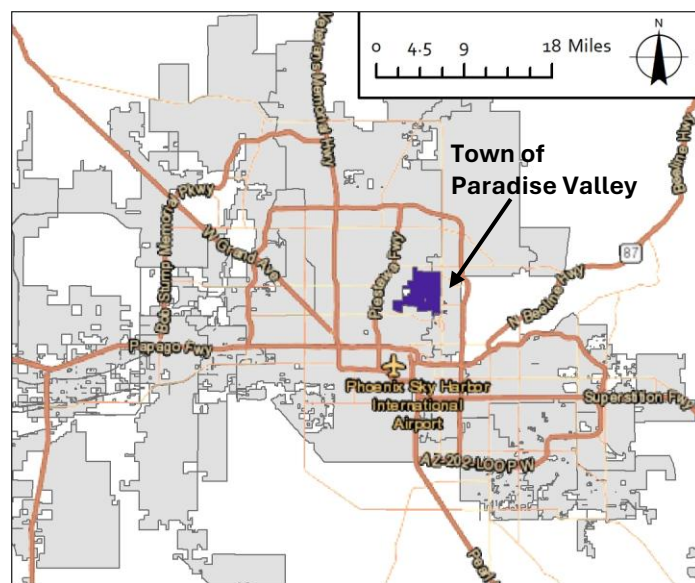 N
0 4.5 9 18 Miles
Veteran's Memorial HWY
Beeline Hwy
Town of
Paradise Valley
Bob Stump Memorial Pkwy
W Grand Ave
Piestewa Fwy
87
N Beeline Hwy
Papago Fwy
Phoenix Sky Harbor
International
Airport
Superstition Fwy
AZ-202-LOOP W